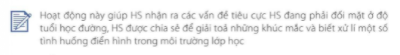 Hoạt động này giúp HS nhận ra các vấn đề tiêu cực HS đang phải đối mặt ở độ
tuổi học đường, HS được chia sẻ để giải toả những khúc mắc và biết xử lí một số
tình huống điển hình trong môi trường lớp học